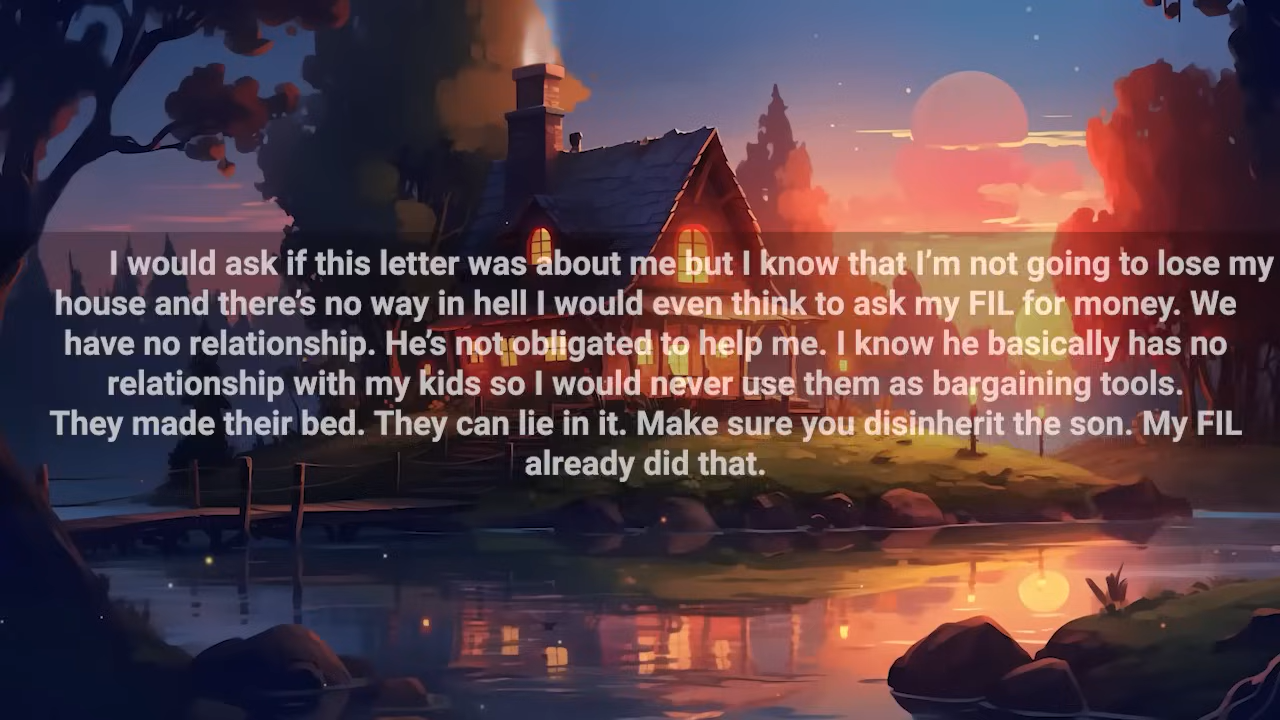 I would ask if this letter was about me but I know that I’m not going to lose my
house and there’s no way in hell I would even think to ask my FIL for money. We
have no relationship. He’s not obligated to help me. I know he basically has no
relationship with my kids so I would never use them as bargaining tools.
They made their bed. They can lie in it. Make sure you disinherit the son. My FIL
already did that.